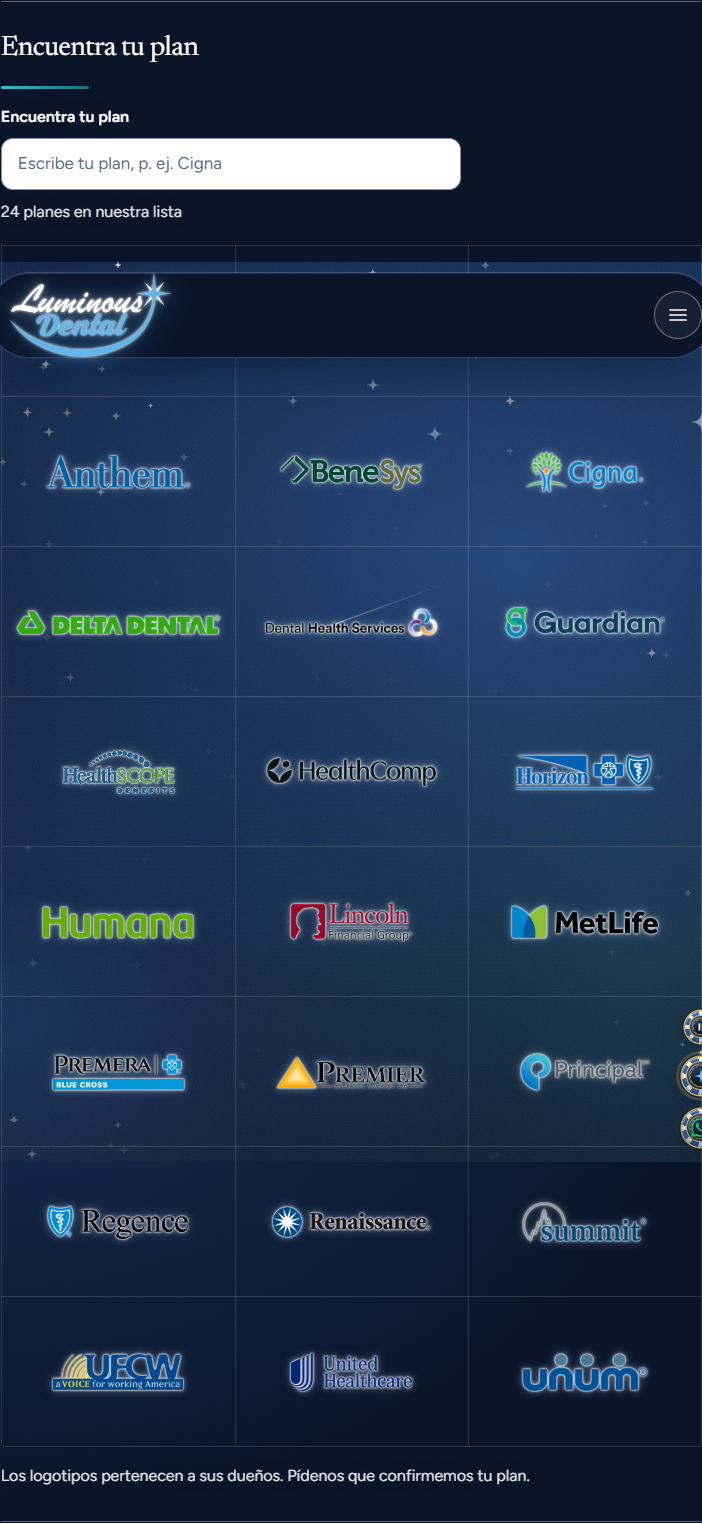 Encuentra tu plan
Encuentra tu plan
Escribe tu plan, p. ej. Cigna
24 planes en nuestra lista
Luminous
Dental
Anthem
BeneSys
Cigna
DELTA DENTAL
Dental Health Services
Guardian
HealthSCOPE
BENEFITS
HealthComp
Horizon
Humana
Lincoln
Financial Group
MetLife
PREMERA
BLUE CROSS
PREMIER
Principal
Regence
Renaissance
summit
UFCW
a VOICE for working America
United
Healthcare
unum
Los logotipos pertenecen a sus dueños. Pídenos que confirmemos tu plan.